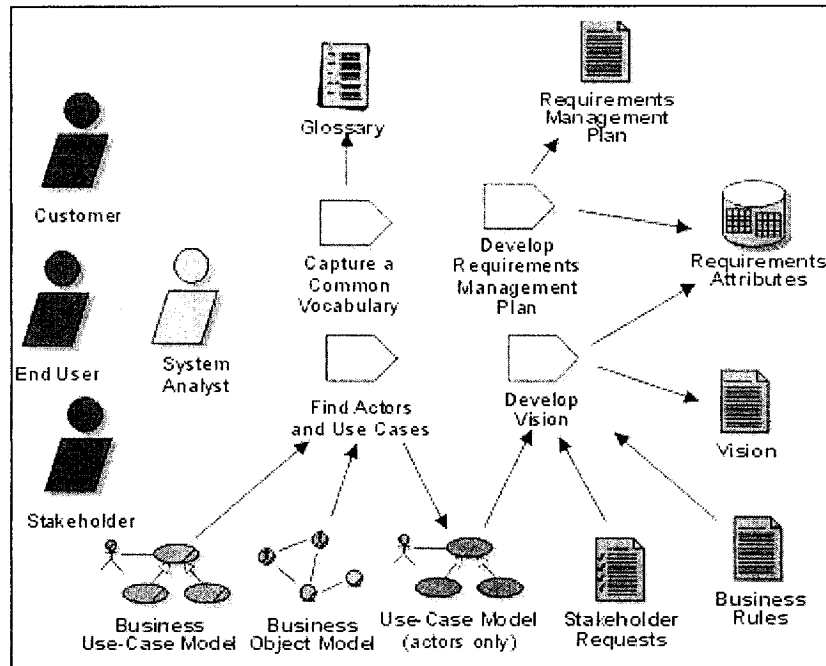 Glossary
Requirements
Management
Plan
Customer
Capture a
Common
Vocabulary
Develop
Requirements
Management
Plan
Requirements
Attributes
End User
System
Analyst
Find Actors
and Use Cases
Develop
Vision
Vision
Stakeholder
Business
Use-Case Model
Business
Object Model
Use-Case Model
(actors only)
Stakeholder
Requests
Business
Rules